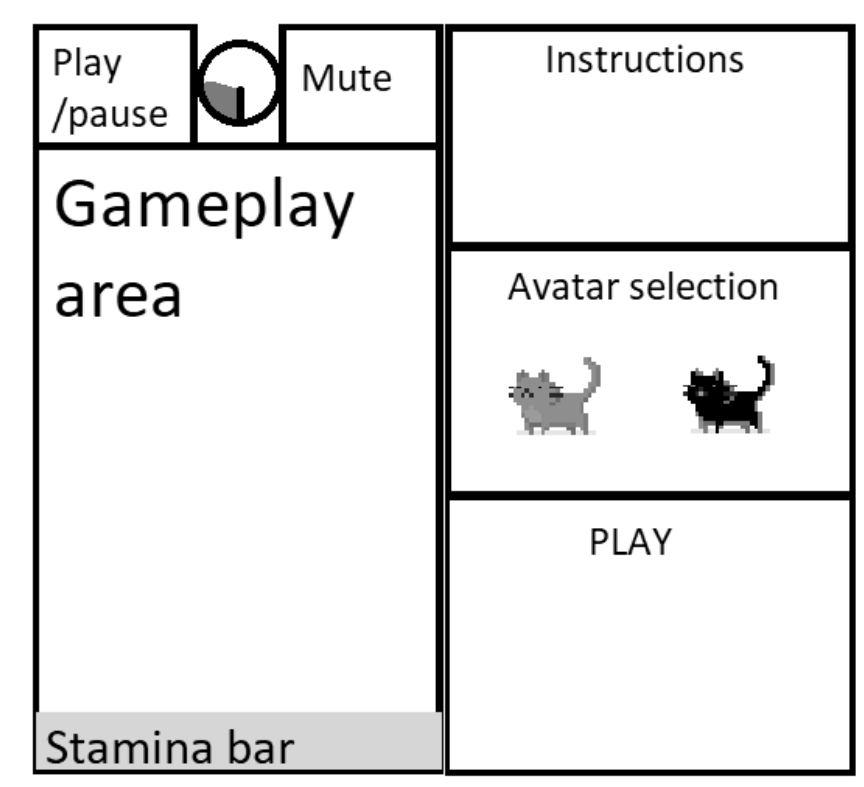 Play
/pause
Mute
Gameplay
area
Stamina bar
Instructions
Avatar selection
PLAY